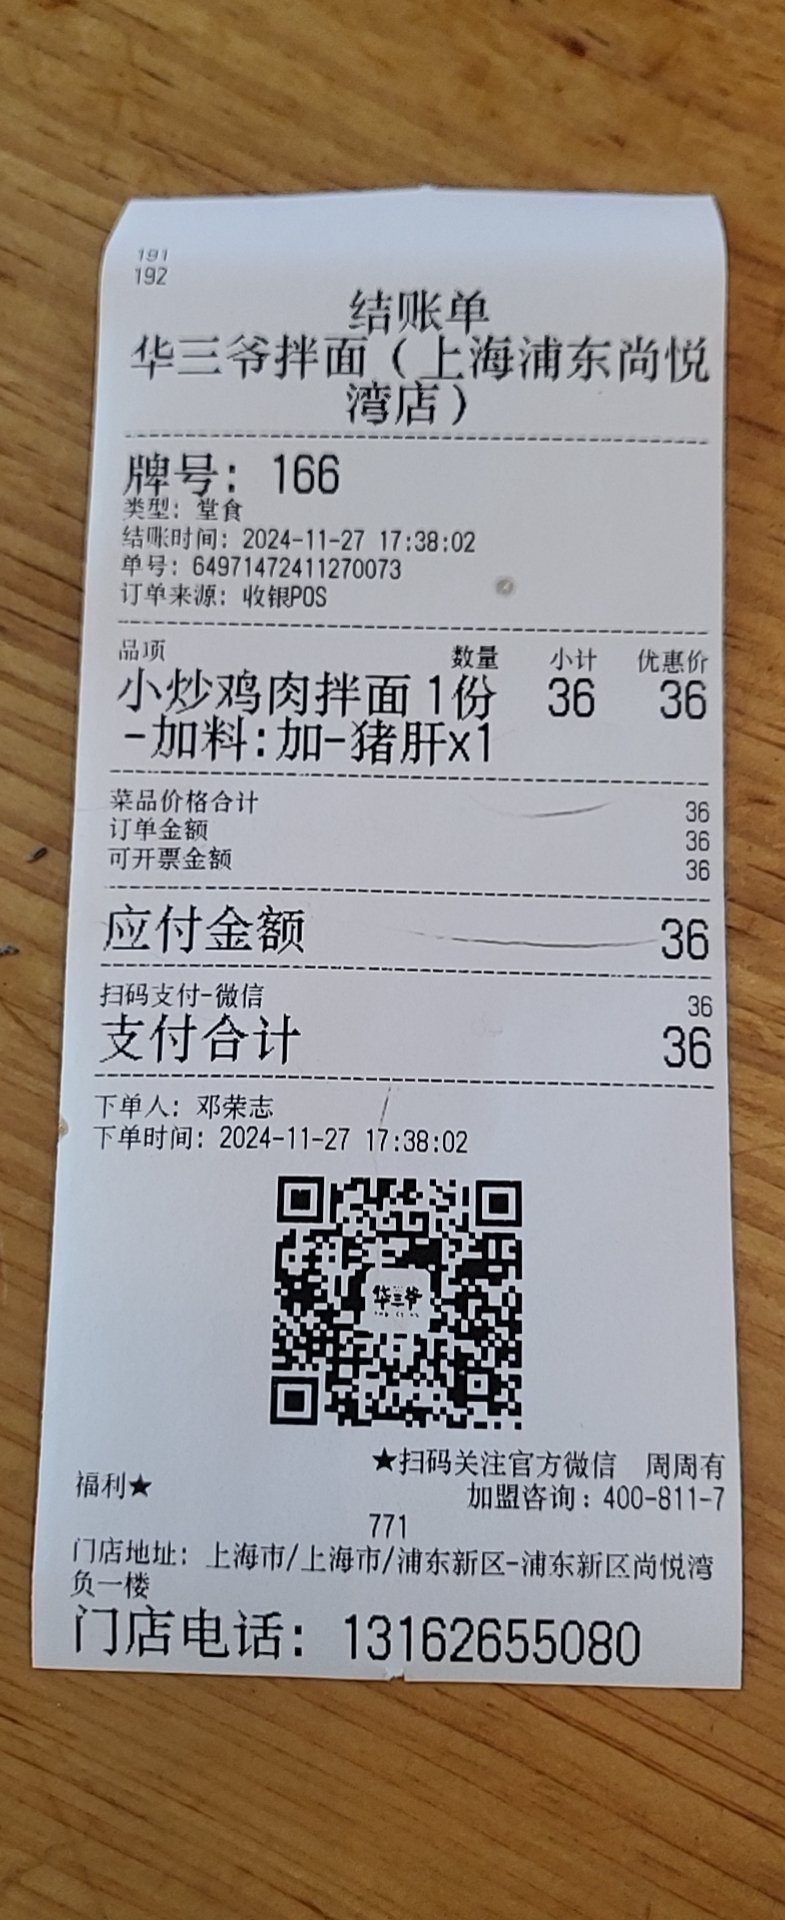 191
192
结账单
华三爷拌面（上海浦东尚悦
湾店）
牌号: 166
类型: 堂食
结账时间: 2024-11-27 17:38:02
单号: 64971472411270073
订单来源: 收银POS
品项 数量 小计 优惠价
小炒鸡肉拌面 1份 36 36
-加料:加-猪肝x1
菜品价格合计 36
订单金额 36
可开票金额 36
应付金额 36
扫码支付-微信 36
支付合计 36
下单人: 邓荣志
下单时间: 2024-11-27 17:38:02
华三爷
★扫码关注官方微信 周周有
福利★
加盟咨询: 400-811-7
771
门店地址: 上海市/上海市/浦东新区-浦东新区尚悦湾
负一楼
门店电话: 13162655080